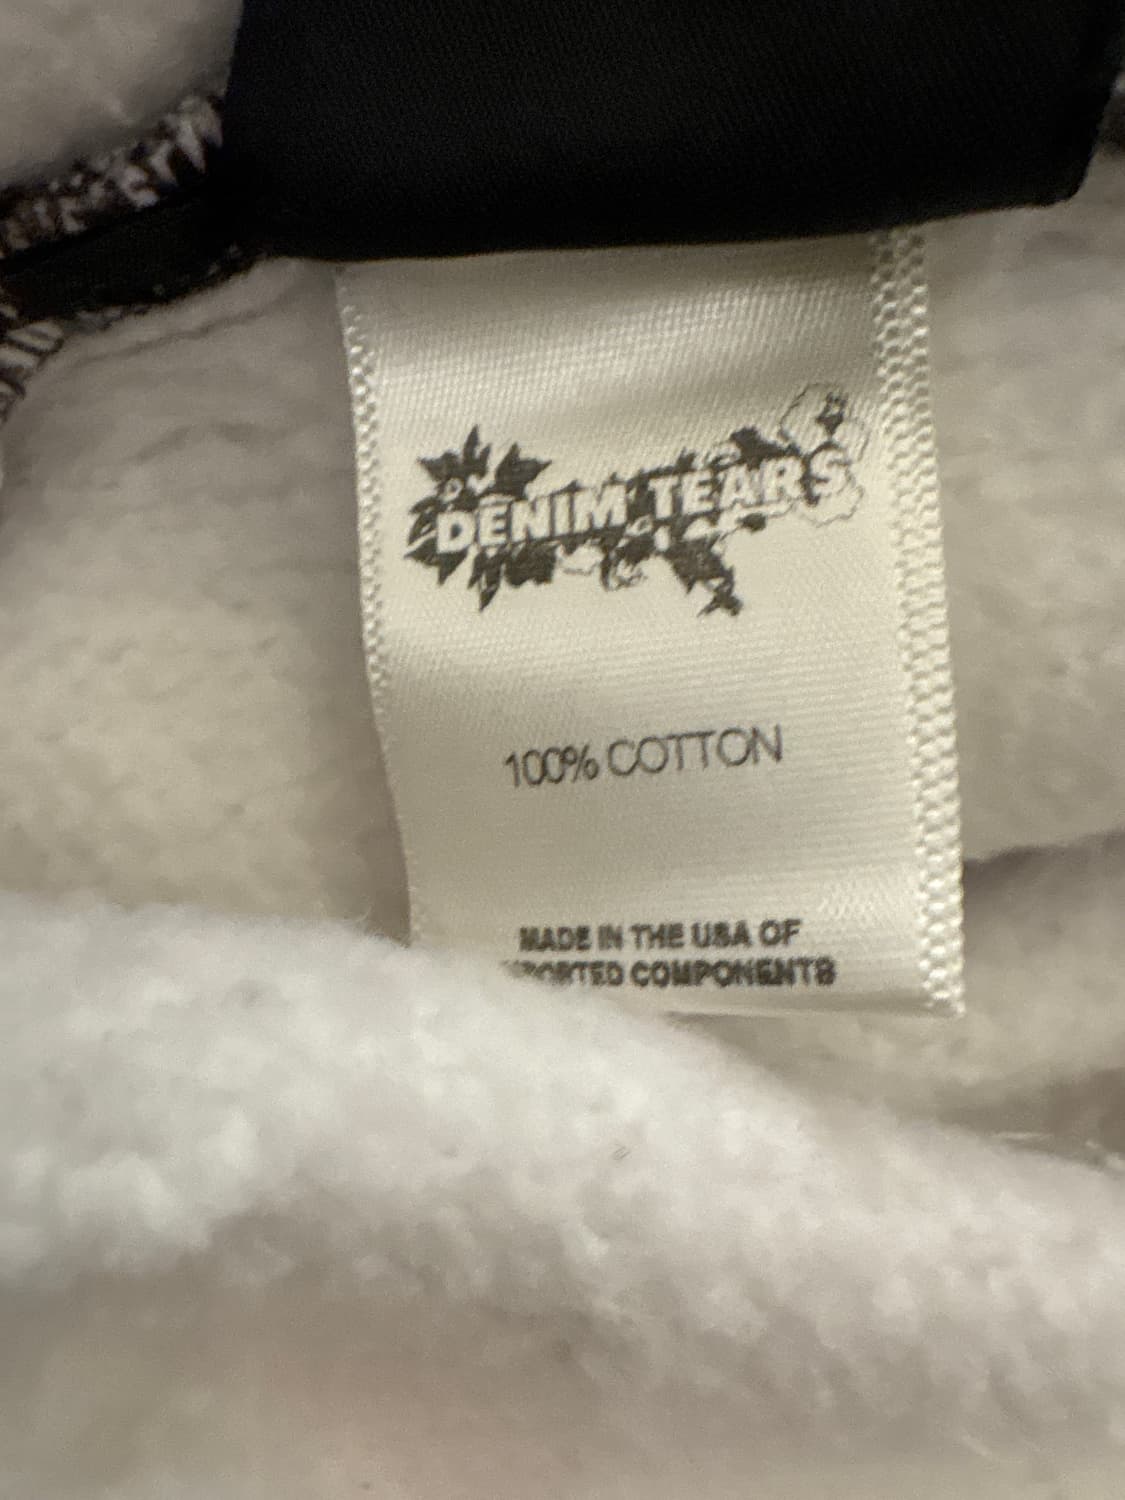 DENIM TEARS
100% COTTON
MADE IN THE USA OF
COMPONENTS